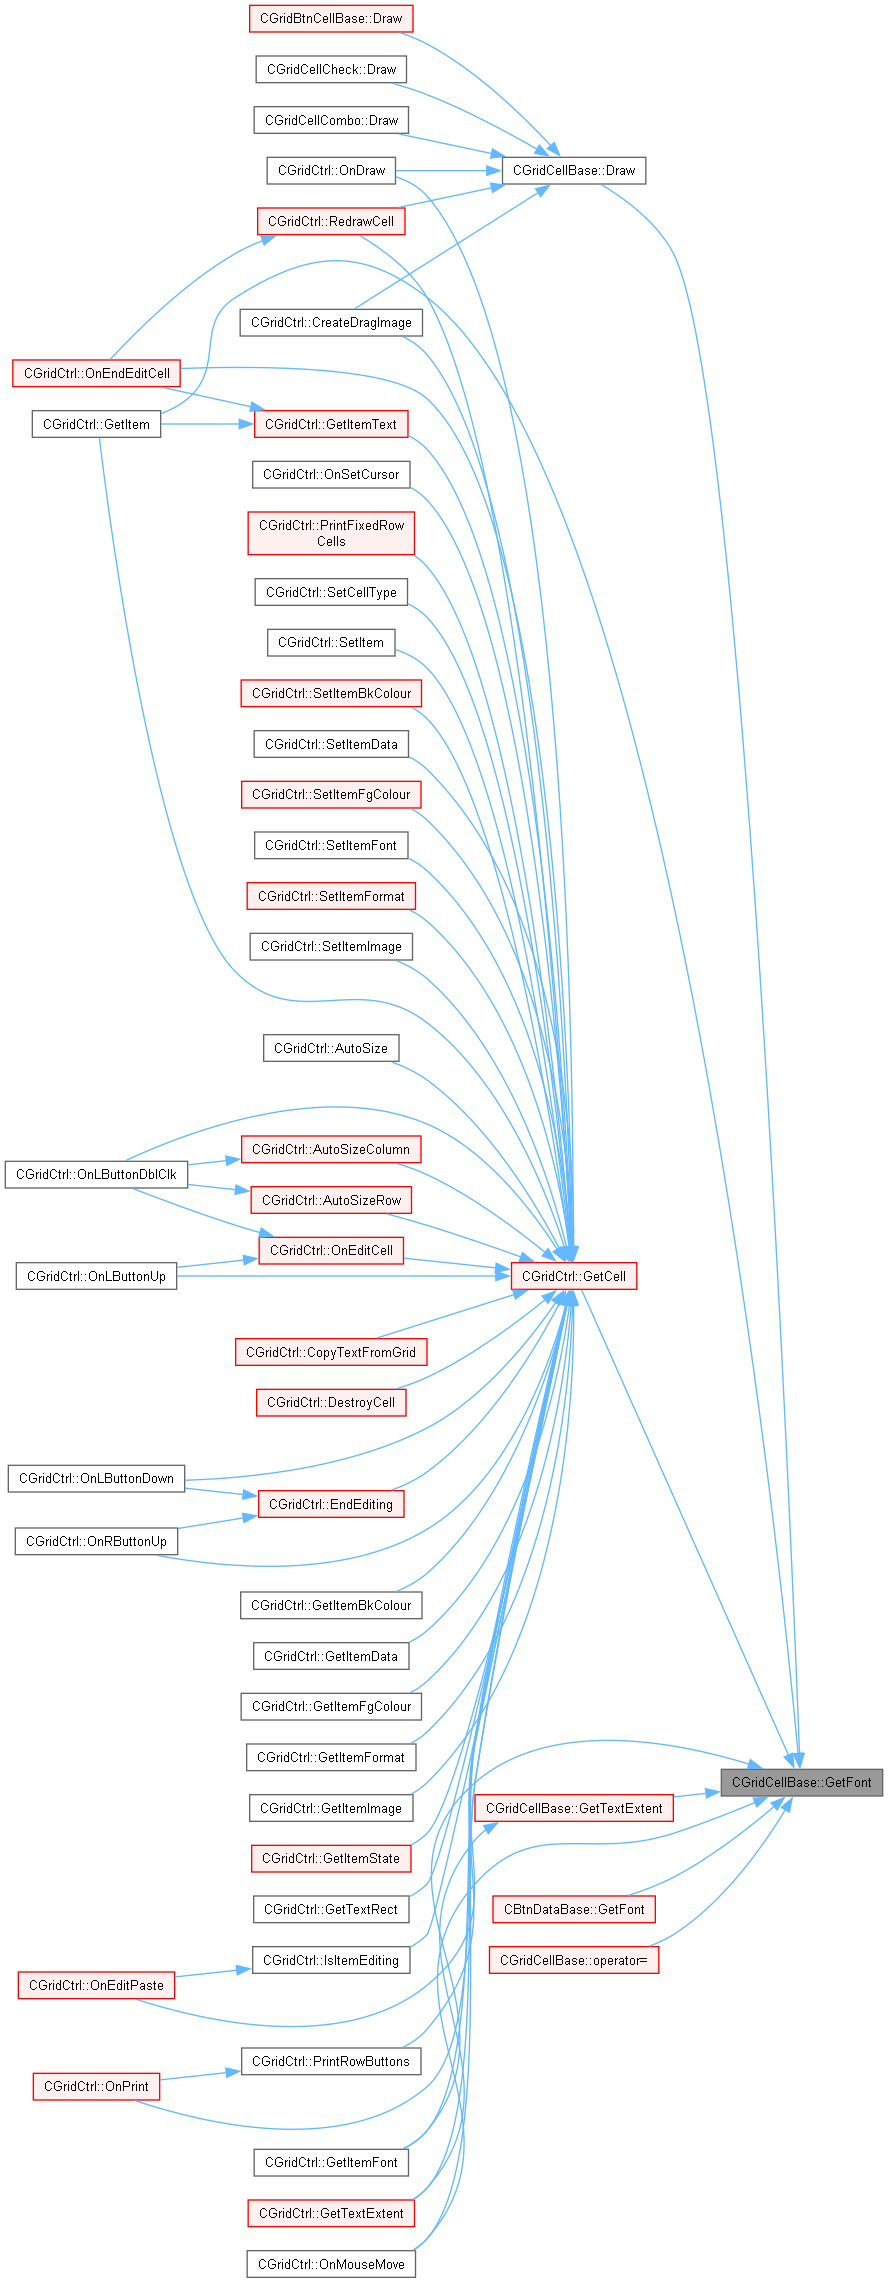 CGridBtnCellBase::Draw
CGridCellCheck::Draw
CGridCellCombo::Draw
CGridCtrl::OnDraw
CGridCellBase::Draw
CGridCtrl::RedrawCell
CGridCtrl::CreateDragImage
CGridCtrl::OnEndEditCell
CGridCtrl::GetItem
CGridCtrl::GetItemText
CGridCtrl::OnSetCursor
CGridCtrl::PrintFixedRow
Cells
CGridCtrl::SetCellType
CGridCtrl::SetItem
CGridCtrl::SetItemBkColour
CGridCtrl::SetItemData
CGridCtrl::SetItemFgColour
CGridCtrl::SetItemFont
CGridCtrl::SetItemFormat
CGridCtrl::SetItemImage
CGridCtrl::AutoSize
CGridCtrl::AutoSizeColumn
CGridCtrl::OnLButtonDblClk
CGridCtrl::AutoSizeRow
CGridCtrl::OnEditCell
CGridCtrl::OnLButtonUp
CGridCtrl::GetCell
CGridCtrl::CopyTextFromGrid
CGridCtrl::DestroyCell
CGridCtrl::OnLButtonDown
CGridCtrl::EndEditing
CGridCtrl::OnRButtonUp
CGridCtrl::GetItemBkColour
CGridCtrl::GetItemData
CGridCtrl::GetItemFgColour
CGridCtrl::GetItemFormat
CGridCellBase::GetFont
CGridCtrl::GetItemImage
CGridCellBase::GetTextExtent
CGridCtrl::GetItemState
CGridCtrl::GetTextRect
CBtnDataBase::GetFont
CGridCtrl::IsItemEditing
CGridCellBase::operator=
CGridCtrl::OnEditPaste
CGridCtrl::PrintRowButtons
CGridCtrl::OnPrint
CGridCtrl::GetItemFont
CGridCtrl::GetTextExtent
CGridCtrl::OnMouseMove